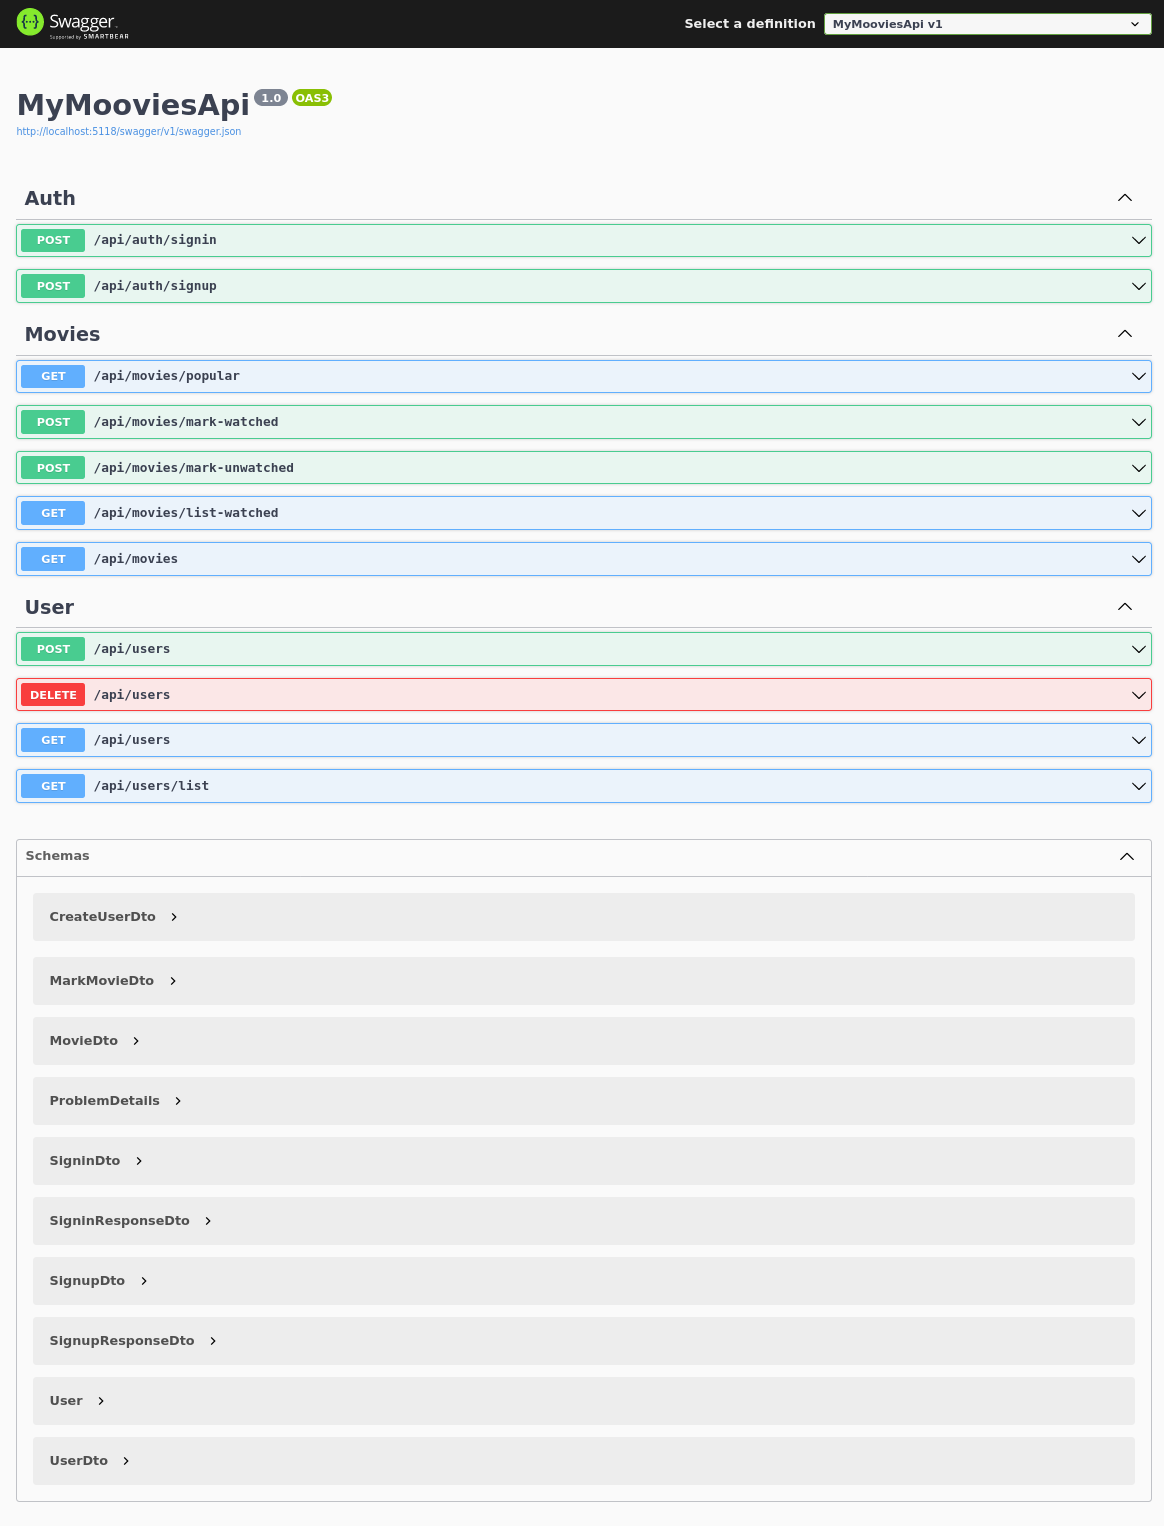 Swagger.
Supported by SMARTBEAR
Select a definition
MyMooviesApi v1
MyMooviesApi 1.0 OAS3
http://localhost:5118/swagger/v1/swagger.json
Auth
POST /api/auth/signin
POST /api/auth/signup
Movies
GET /api/movies/popular
POST /api/movies/mark-watched
POST /api/movies/mark-unwatched
GET /api/movies/list-watched
GET /api/movies
User
POST /api/users
DELETE /api/users
GET /api/users
GET /api/users/list
Schemas
CreateUserDto
MarkMovieDto
MovieDto
ProblemDetails
SigninDto
SigninResponseDto
SignupDto
SignupResponseDto
User
UserDto